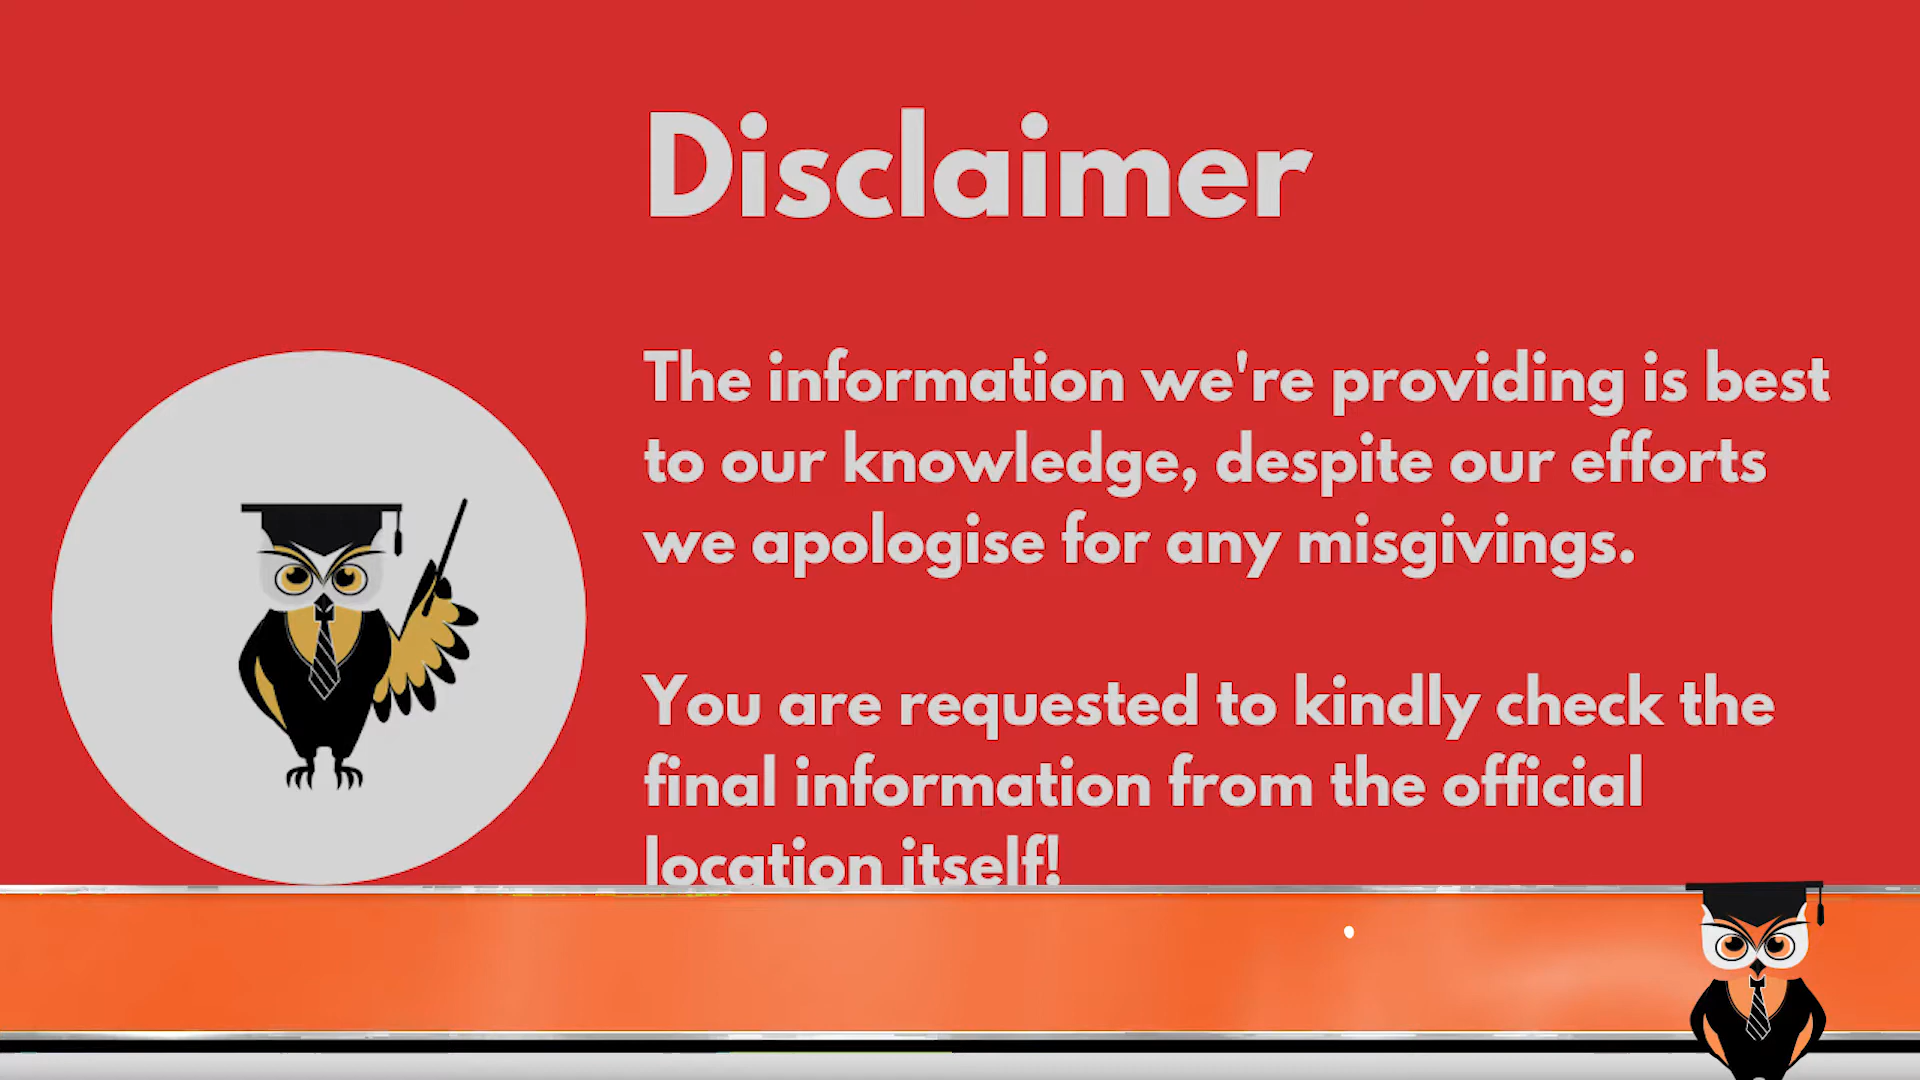 Disclaimer
The information we're providing is best
to our knowledge, despite our efforts
we apologise for any misgivings.
You are requested to kindly check the
final information from the official
location itself!